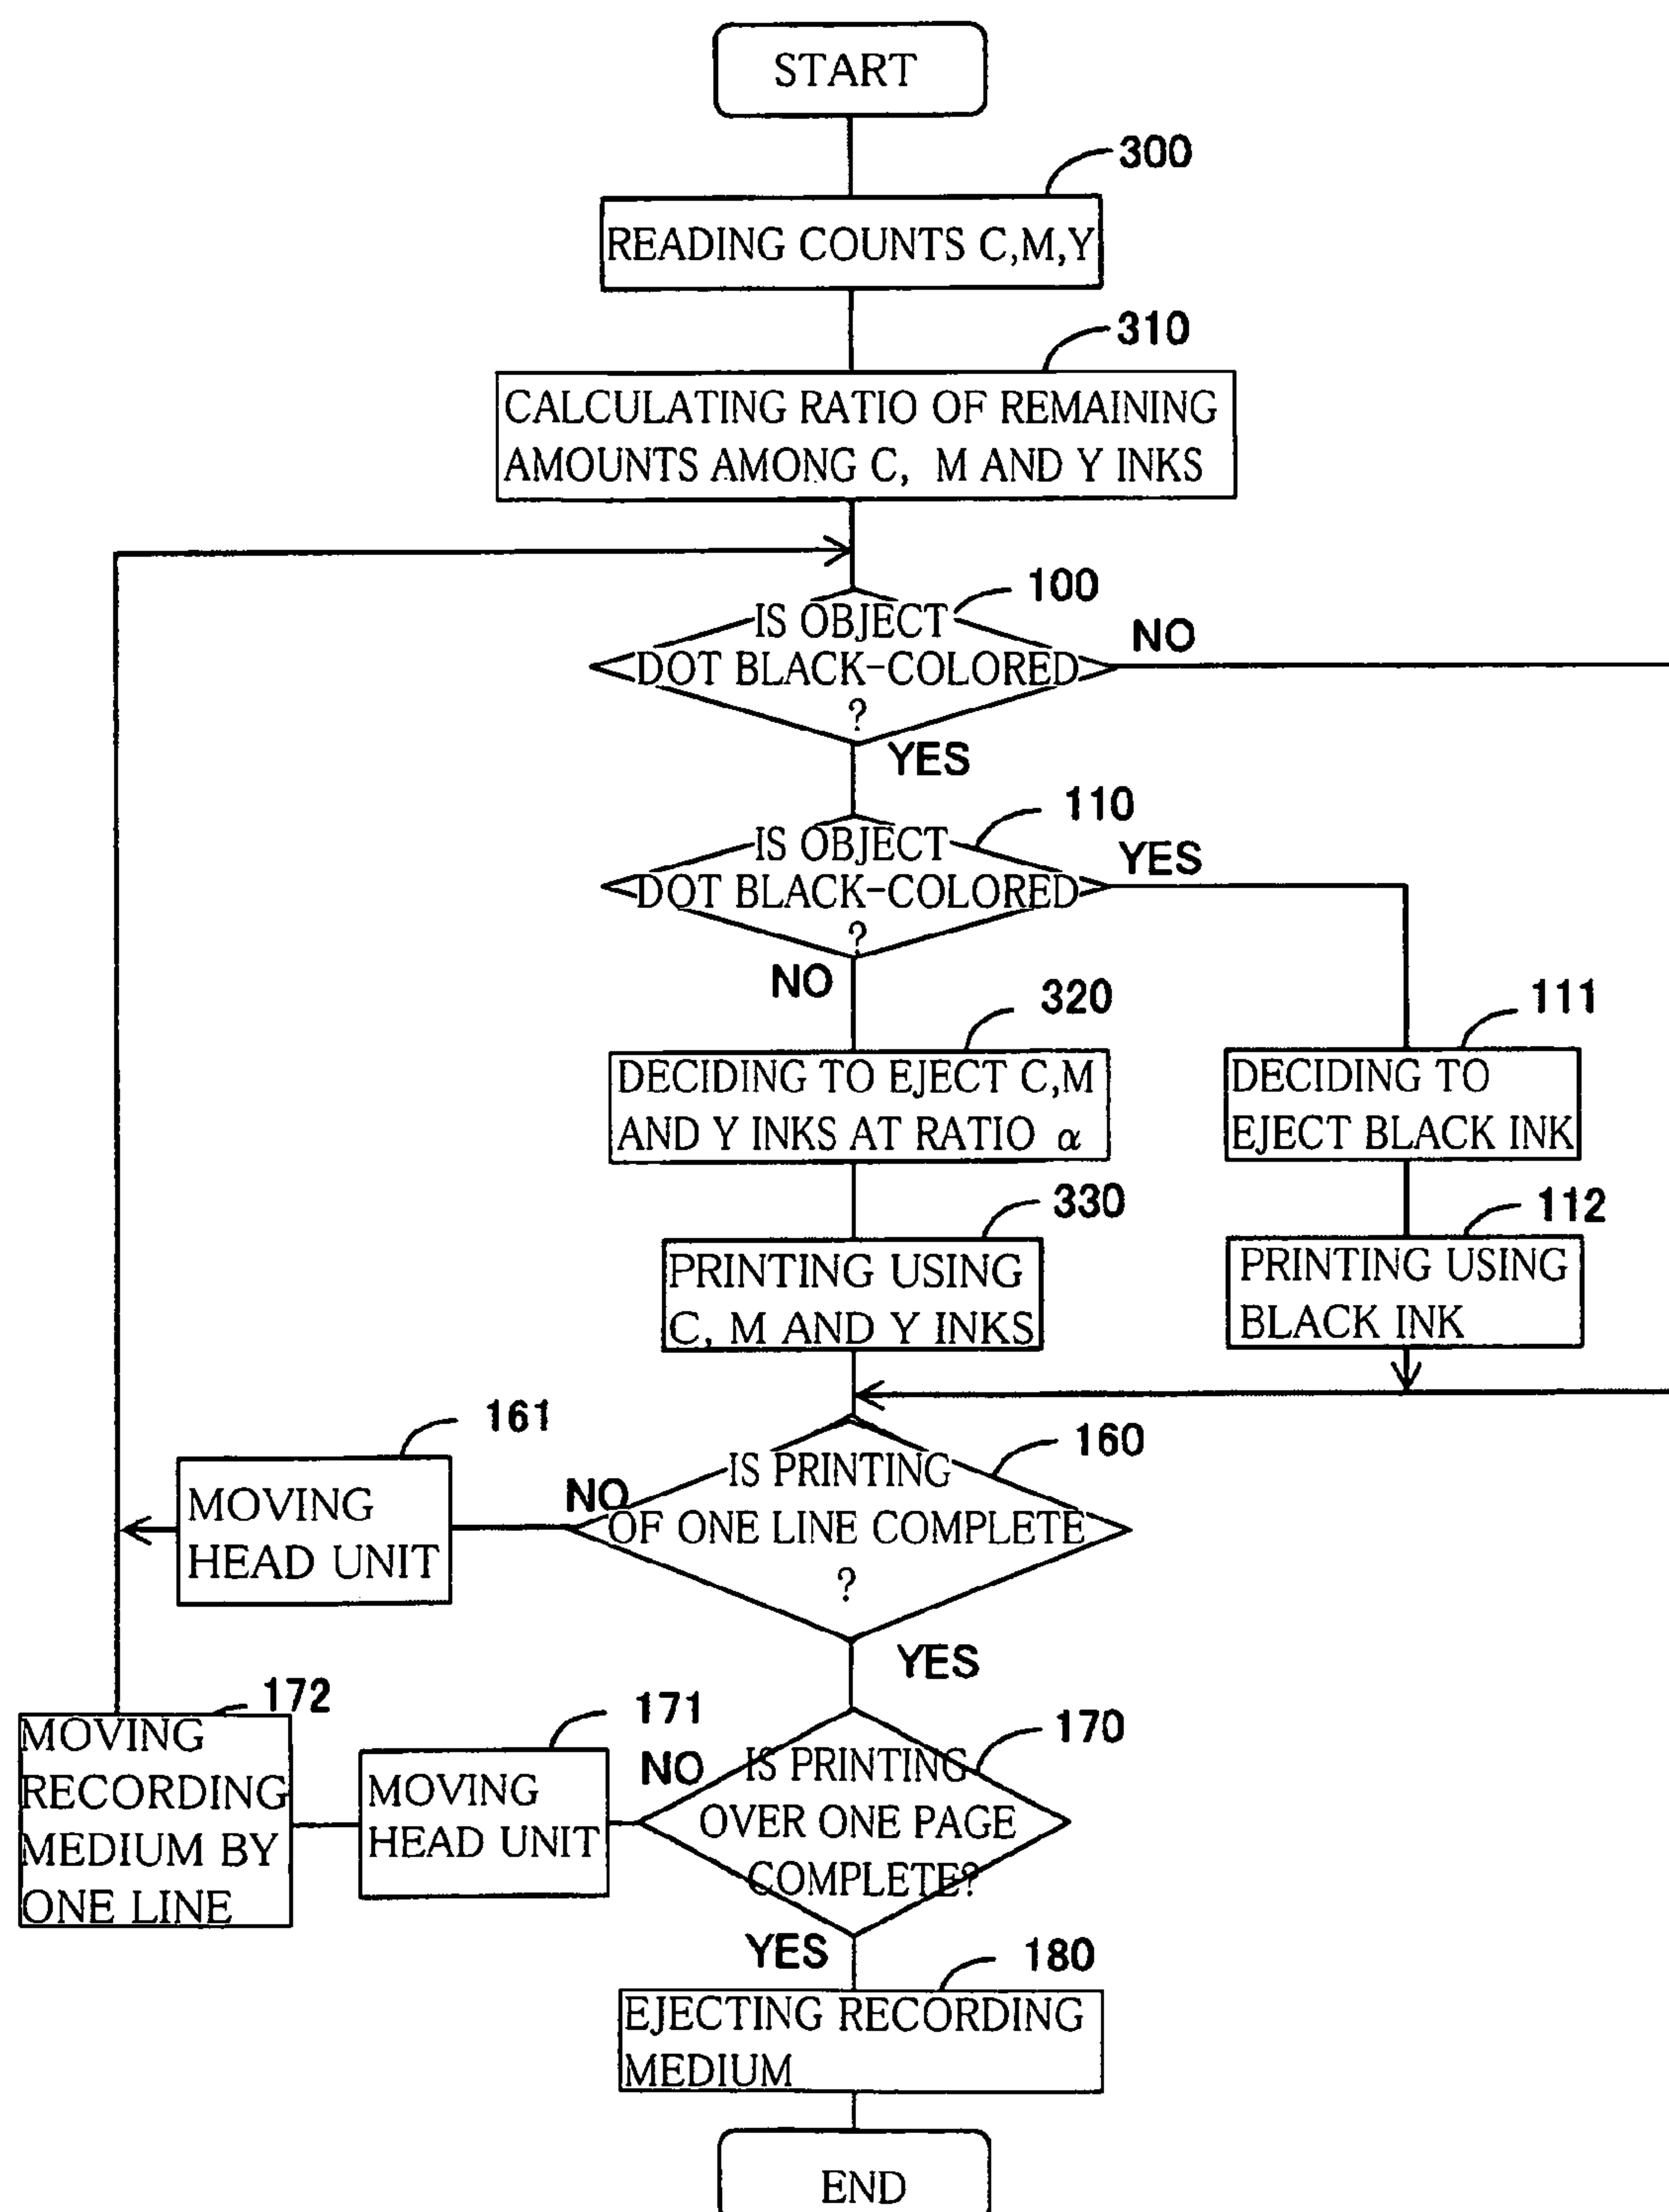 START
300
READING COUNTS C,M,Y
310
CALCULATING RATIO OF REMAINING
AMOUNTS AMONG C, M AND Y INKS
100
IS OBJECT
DOT BLACK-COLORED
?
NO
YES
110
IS OBJECT
DOT BLACK-COLORED
?
YES
NO
320
DECIDING TO EJECT C,M
AND Y INKS AT RATIO α
111
DECIDING TO
EJECT BLACK INK
330
PRINTING USING
C, M AND Y INKS
112
PRINTING USING
BLACK INK
160
IS PRINTING
OF ONE LINE COMPLETE
?
NO
161
MOVING
HEAD UNIT
YES
170
IS PRINTING
OVER ONE PAGE
COMPLETE?
NO
171
MOVING
HEAD UNIT
172
MOVING
RECORDING
MEDIUM BY
ONE LINE
YES
180
EJECTING RECORDING
MEDIUM
END